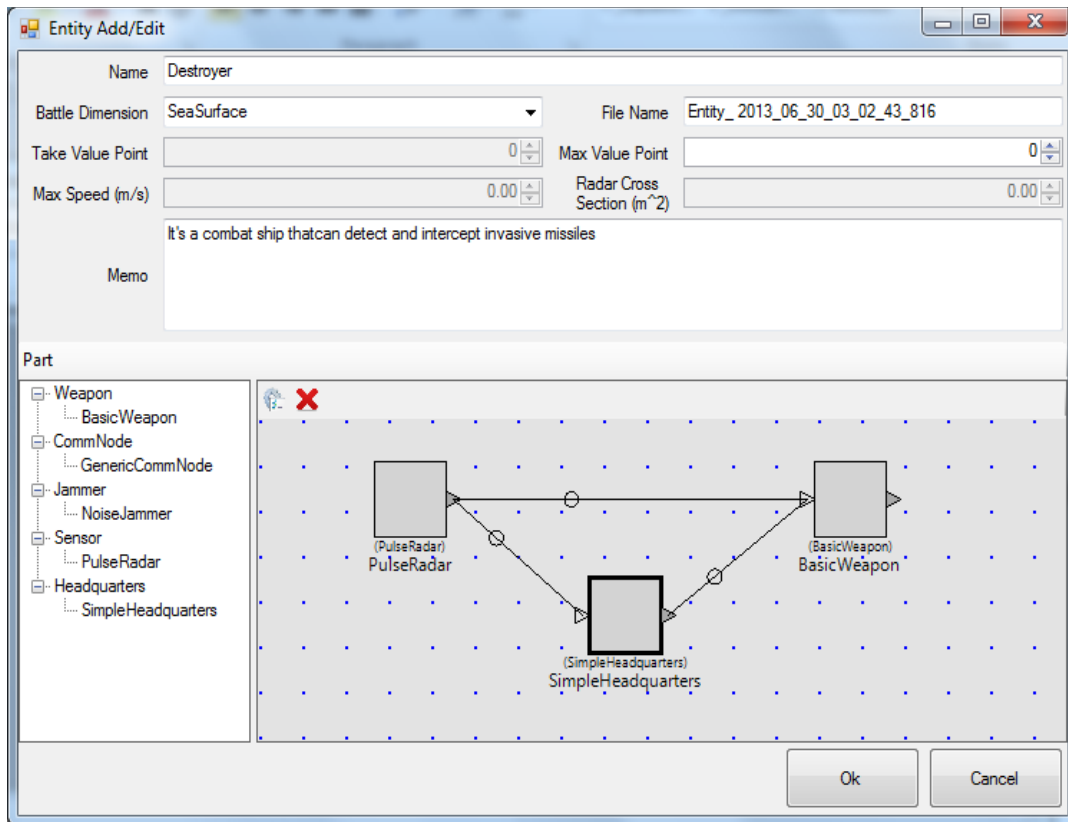 Entity Add/Edit
Name Destroyer
Battle Dimension SeaSurface File Name Entity_ 2013_06_30_03_02_43_816
Take Value Point 0 Max Value Point 0
Max Speed (m/s) 0.00 Radar Cross
Section (m^2) 0.00
It's a combat ship thatcan detect and intercept invasive missiles
Memo
Part
Weapon
BasicWeapon
CommNode
GenericCommNode
Jammer
NoiseJammer
Sensor
PulseRadar
Headquarters
SimpleHeadquarters
(PulseRadar)
PulseRadar
(BasicWeapon)
BasicWeapon
(SimpleHeadquarters)
SimpleHeadquarters
Ok Cancel